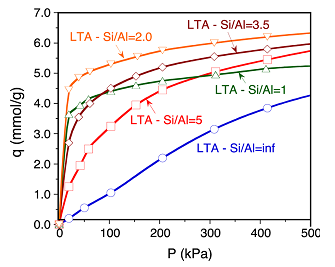 7.0
6.0
5.0
4.0
3.0
2.0
1.0
0.0
q (mmol/g)
LTA - Si/Al=2.0
LTA - Si/Al=3.5
LTA - Si/Al=1
LTA - Si/Al=5
LTA - Si/Al=inf
0 100 200 300 400 500
P (kPa)